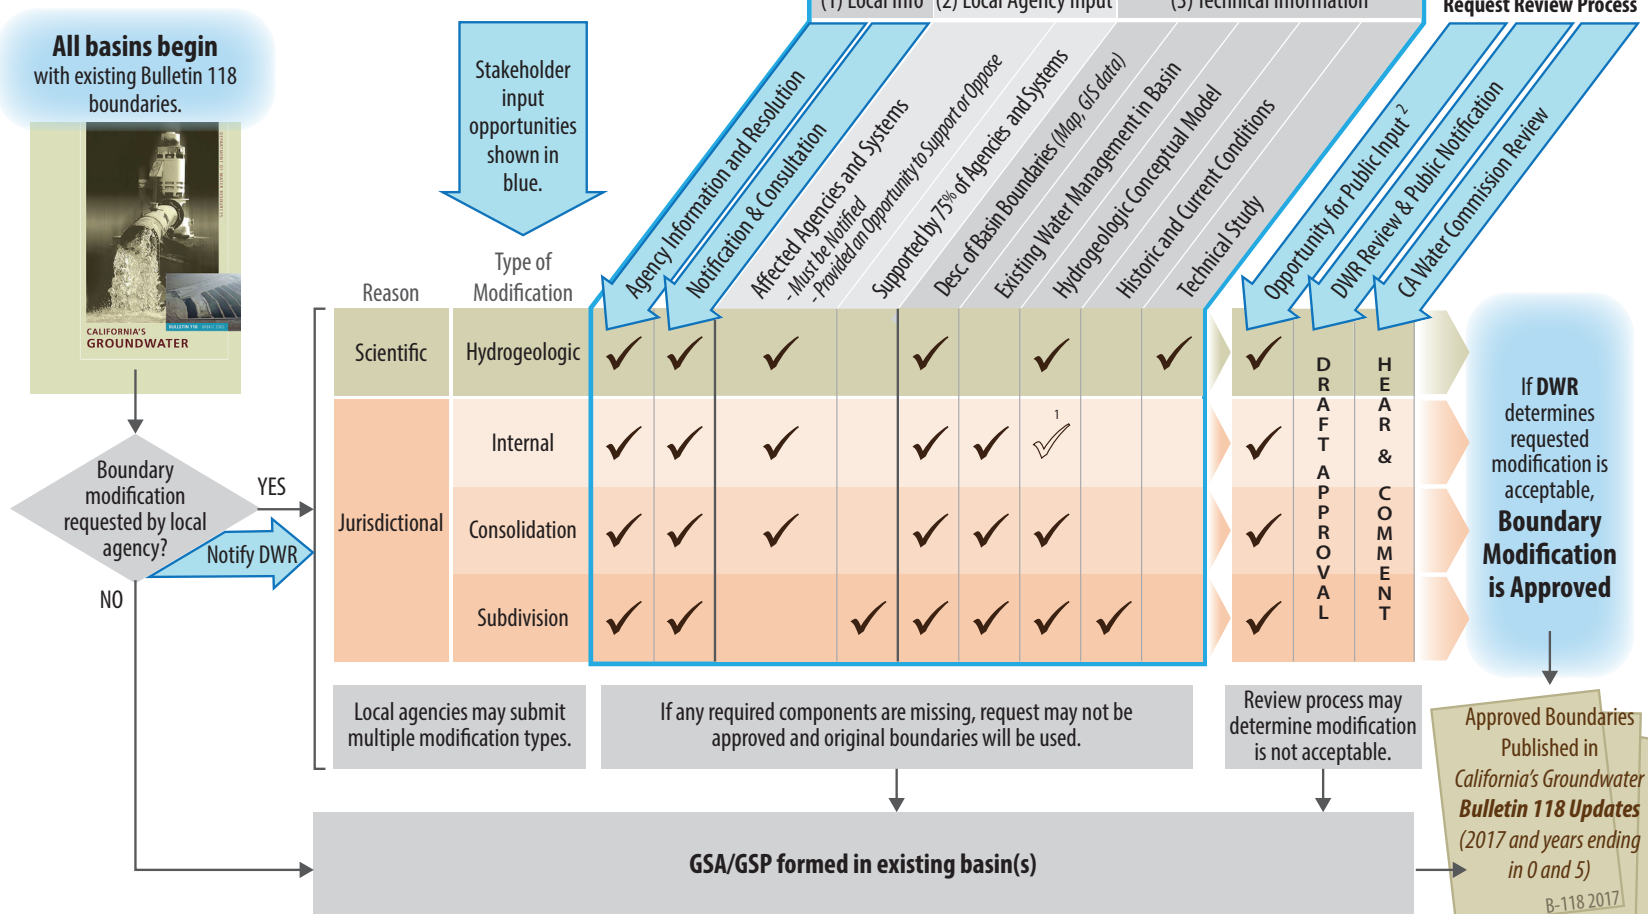 (1) Local Info
(2) Local Agency Input
(3) Technical Information
Request Review Process
All basins begin
with existing Bulletin 118
boundaries.
CALIFORNIA'S
GROUNDWATER
Stakeholder
input
opportunities
shown in
blue.
Agency Information and Resolution
Notification & Consultation
Affected Agencies and Systems
- Must be Notified
- Provided an Opportunity to Support or Oppose
Supported by 75% of Agencies and Systems
Desc. of Basin Boundaries (Map, GIS data)
Existing Water Management in Basin
Hydrogeologic Conceptual Model
Historic and Current Conditions
Technical Study
Opportunity for Public Input 2
DWR Review & Public Notification
CA Water Commission Review
Reason
Type of
Modification
Scientific
Hydrogeologic
Jurisdictional
Internal
1
Consolidation
Subdivision
DRAFT APPROVAL
HEAR & COMMENT
Boundary
modification
requested by local
agency?
YES
Notify DWR
NO
If DWR
determines
requested
modification is
acceptable,
Boundary
Modification
is Approved
Local agencies may submit
multiple modification types.
If any required components are missing, request may not be
approved and original boundaries will be used.
Review process may
determine modification
is not acceptable.
GSA/GSP formed in existing basin(s)
Approved Boundaries
Published in
California's Groundwater
Bulletin 118 Updates
(2017 and years ending
in 0 and 5)
B-118 2017